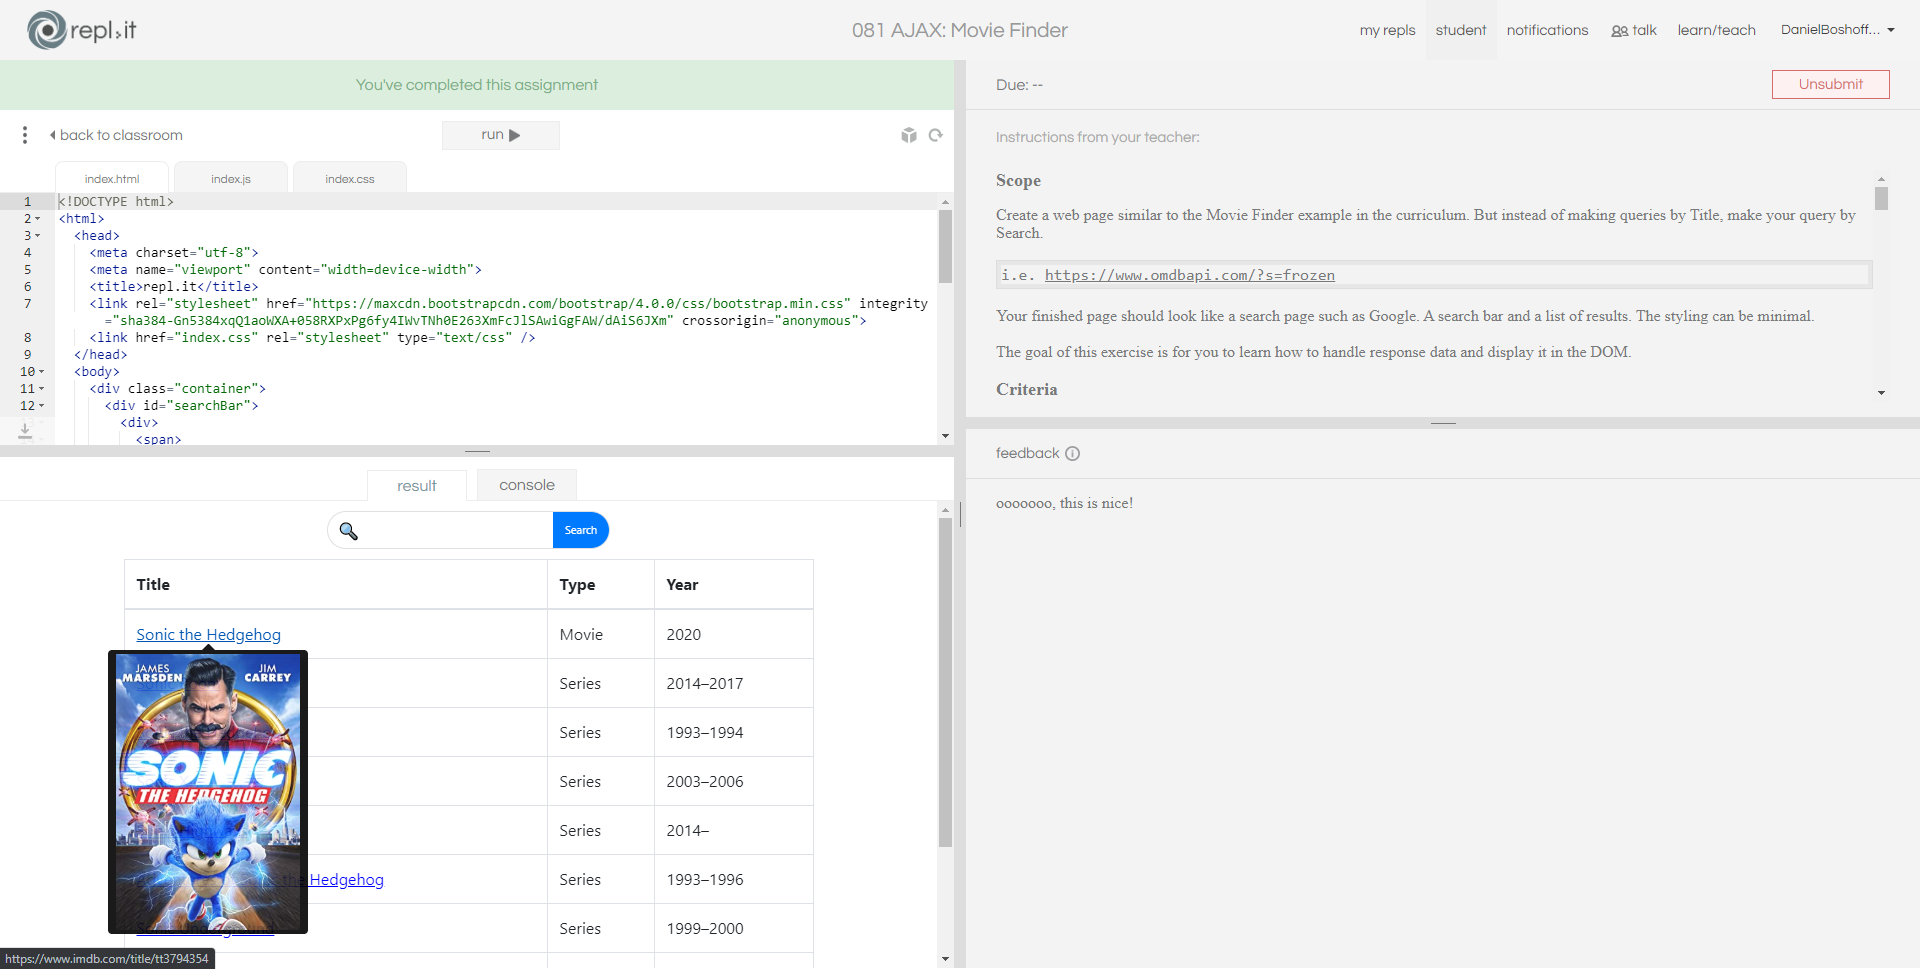 repl.it
081 AJAX: Movie Finder
my repls
student
notifications
talk
learn/teach
DanielBoshoff...
You've completed this assignment
back to classroom
run
index.html
index.js
index.css
1 <!DOCTYPE html>
2 <html>
3 <head>
4 <meta charset="utf-8">
5 <meta name="viewport" content="width=device-width">
6 <title>repl.it</title>
7 <link rel="stylesheet" href="https://maxcdn.bootstrapcdn.com/bootstrap/4.0.0/css/bootstrap.min.css" integrity
="sha384-Gn5384xqQ1aoWXA+058RXPxPg6fy4IWvTNh0E263XmFcJlSAwiGgFAW/dAiS6JXm" crossorigin="anonymous">
8 <link href="index.css" rel="stylesheet" type="text/css" />
9 </head>
10 <body>
11 <div class="container">
12 <div id="searchBar">
<div>
<span>
result
console
Search
Title Type Year
Sonic the Hedgehog Movie 2020
Series 2014–2017
Series 1993–1994
Series 2003–2006
Series 2014–
the Hedgehog Series 1993–1996
Series 1999–2000
JAMES
MARSDEN
JIM
CARREY
SONIC
THE HEDGEHOG
https://www.imdb.com/title/tt3794354
Due: --
Unsubmit
Instructions from your teacher:
Scope
Create a web page similar to the Movie Finder example in the curriculum. But instead of making queries by Title, make your query by
Search.
i.e. https://www.omdbapi.com/?s=frozen
Your finished page should look like a search page such as Google. A search bar and a list of results. The styling can be minimal.
The goal of this exercise is for you to learn how to handle response data and display it in the DOM.
Criteria
feedback
ooooooo, this is nice!